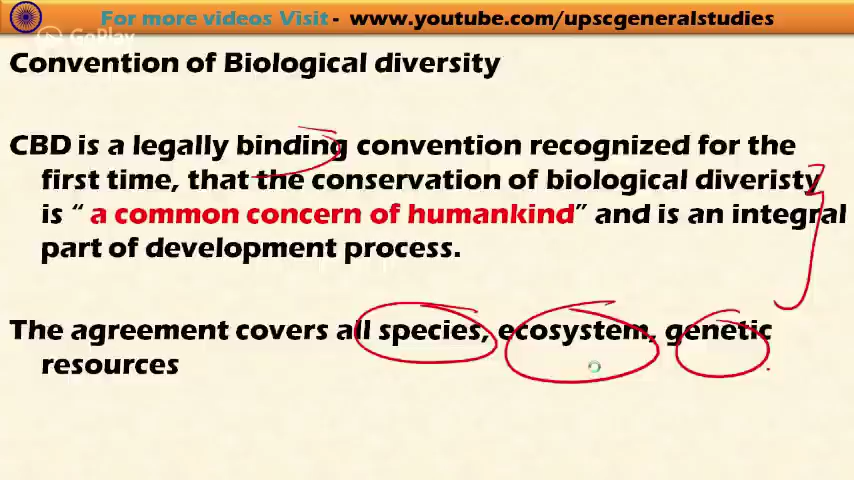 For more videos Visit - www.youtube.com/upscgeneralstudies
GoPlay
Convention of Biological diversity
CBD is a legally binding convention recognized for the
first time, that the conservation of biological diveristy
is “ a common concern of humankind” and is an integral
part of development process.
The agreement covers all species, ecosystem, genetic
resources